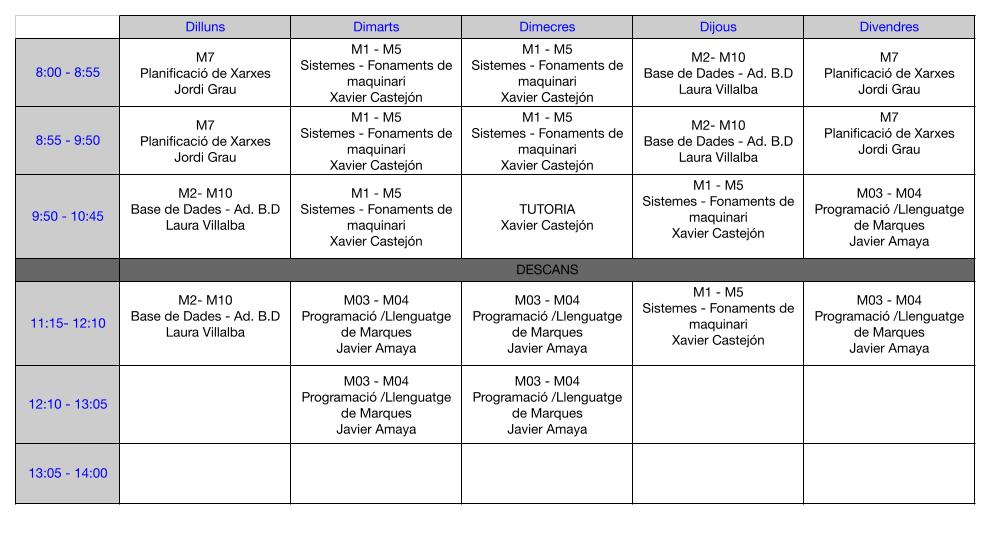 Dilluns Dimarts Dimecres Dijous Divendres
8:00 - 8:55
M7
Planificació de Xarxes
Jordi Grau
M1 - M5
Sistemes - Fonaments de
maquinari
Xavier Castejón
M1 - M5
Sistemes - Fonaments de
maquinari
Xavier Castejón
M2- M10
Base de Dades - Ad. B.D
Laura Villalba
M7
Planificació de Xarxes
Jordi Grau
8:55 - 9:50
M7
Planificació de Xarxes
Jordi Grau
M1 - M5
Sistemes - Fonaments de
maquinari
Xavier Castejón
M1 - M5
Sistemes - Fonaments de
maquinari
Xavier Castejón
M2- M10
Base de Dades - Ad. B.D
Laura Villalba
M7
Planificació de Xarxes
Jordi Grau
9:50 - 10:45
M2- M10
Base de Dades - Ad. B.D
Laura Villalba
M1 - M5
Sistemes - Fonaments de
maquinari
Xavier Castejón
TUTORIA
Xavier Castejón
M1 - M5
Sistemes - Fonaments de
maquinari
Xavier Castejón
M03 - M04
Programació /Llenguatge
de Marques
Javier Amaya
DESCANS
11:15- 12:10
M2- M10
Base de Dades - Ad. B.D
Laura Villalba
M03 - M04
Programació /Llenguatge
de Marques
Javier Amaya
M03 - M04
Programació /Llenguatge
de Marques
Javier Amaya
M1 - M5
Sistemes - Fonaments de
maquinari
Xavier Castejón
M03 - M04
Programació /Llenguatge
de Marques
Javier Amaya
12:10 - 13:05
M03 - M04
Programació /Llenguatge
de Marques
Javier Amaya
M03 - M04
Programació /Llenguatge
de Marques
Javier Amaya
13:05 - 14:00